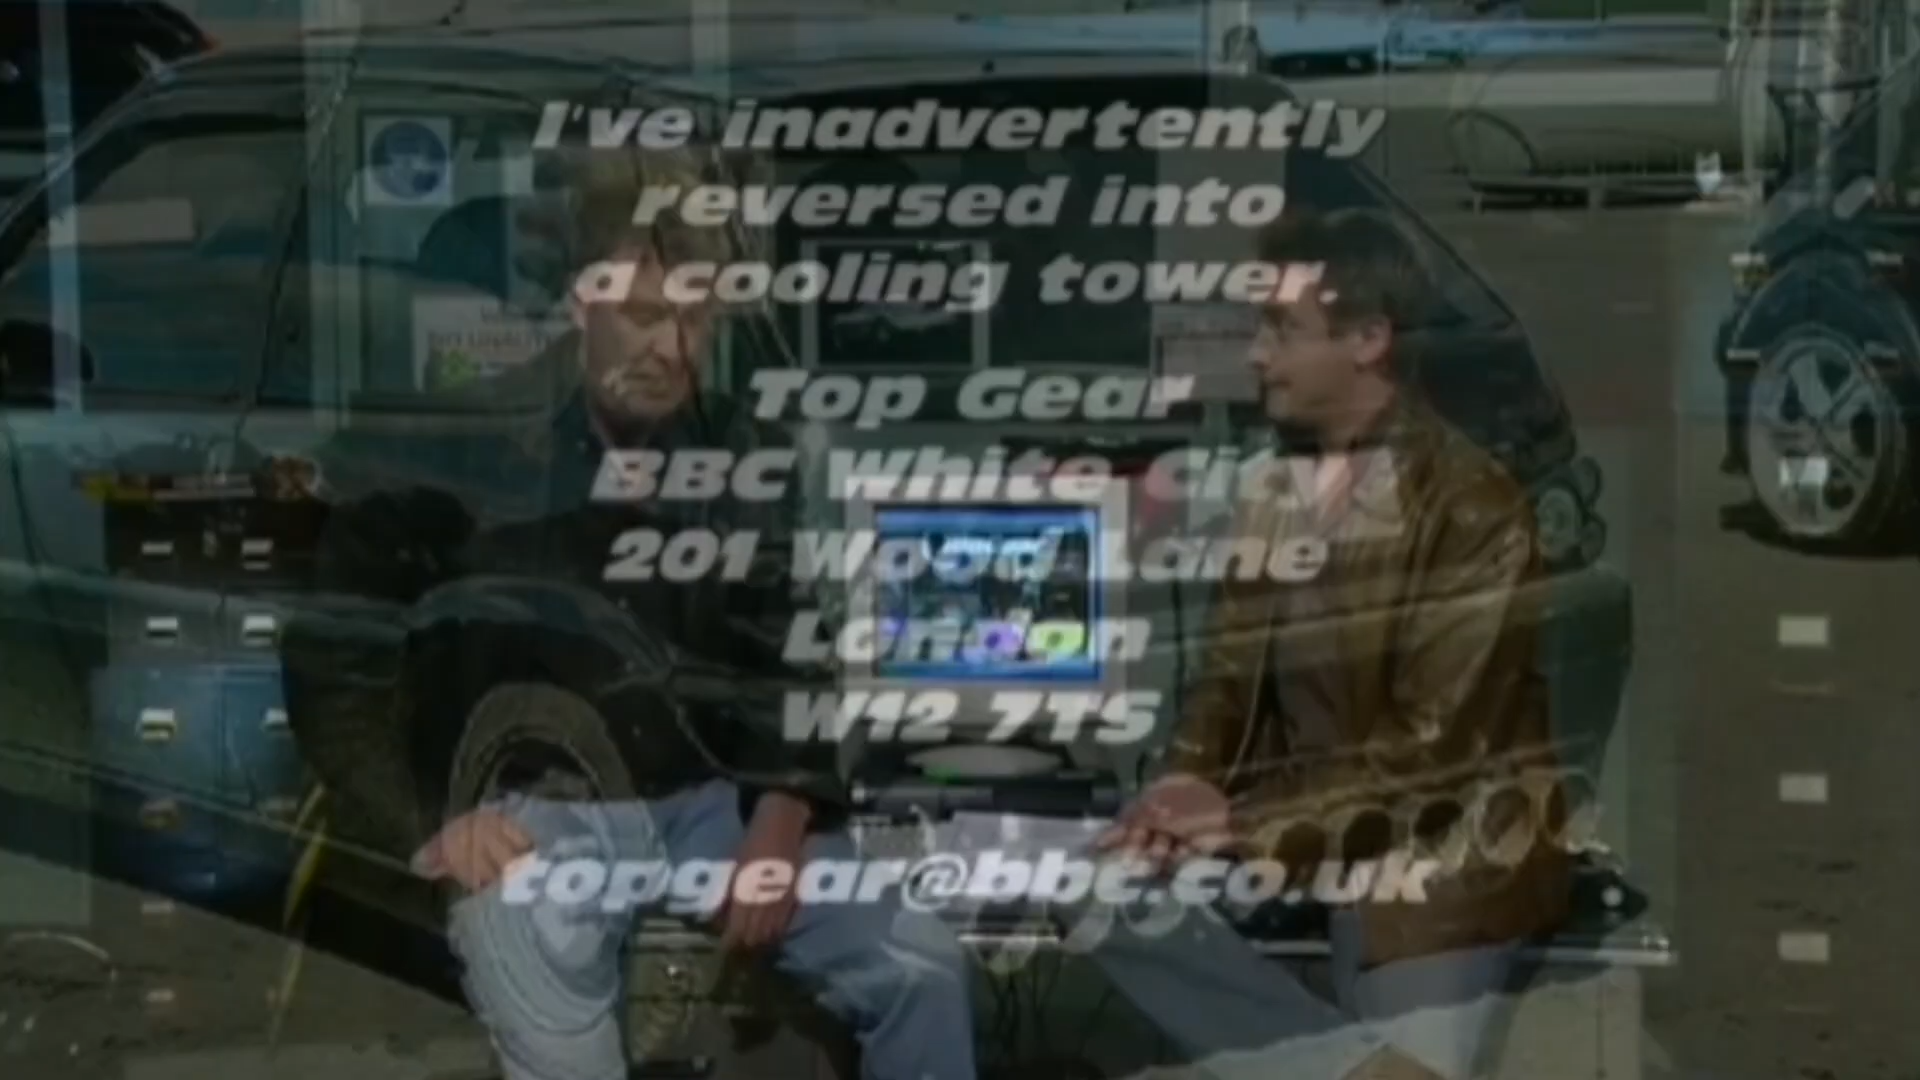 I've inadvertently
reversed into
a cooling tower.
Top Gear
BBC White City
201 Wood Lane
London
W12 7TS
topgear@bbc.co.uk